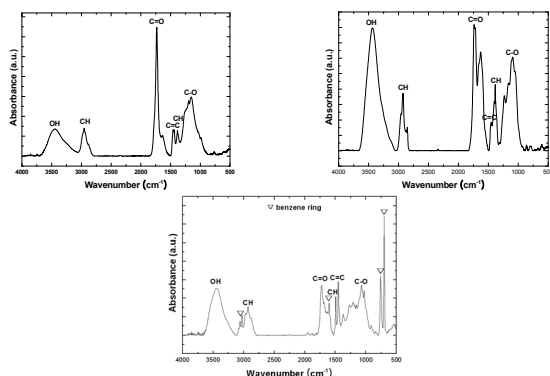 C=O
OH
CH
C=C
CH
C-O
Absorbance (a.u.)
4000 3500 3000 2500 2000 1500 1000 500
Wavenumber (cm-1)
OH
C=O
CH
CH
C=C
C-O
Absorbance (a.u.)
4000 3500 3000 2500 2000 1500 1000 500
Wavenumber (cm-1)
▽ benzene ring
OH
CH
C=O
C=C
CH
C-O
Absorbance (a.u.)
4000 3500 3000 2500 2000 1500 1000 500
Wavenumber (cm-1)